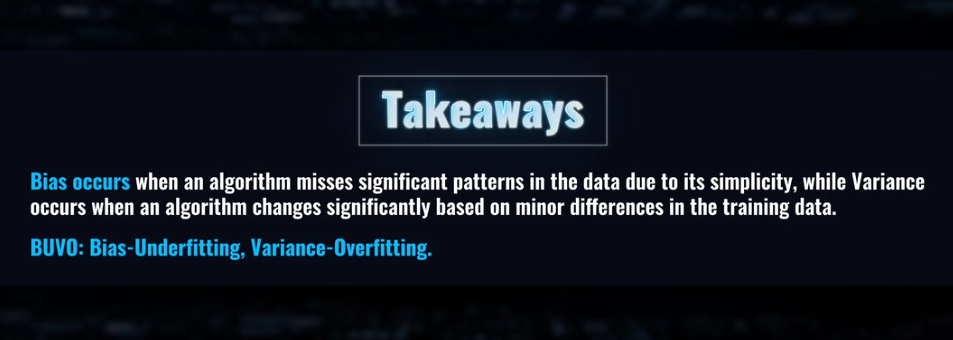 Takeaways
Bias occurs when an algorithm misses significant patterns in the data due to its simplicity, while Variance
occurs when an algorithm changes significantly based on minor differences in the training data.
BUVO: Bias-Underfitting, Variance-Overfitting.